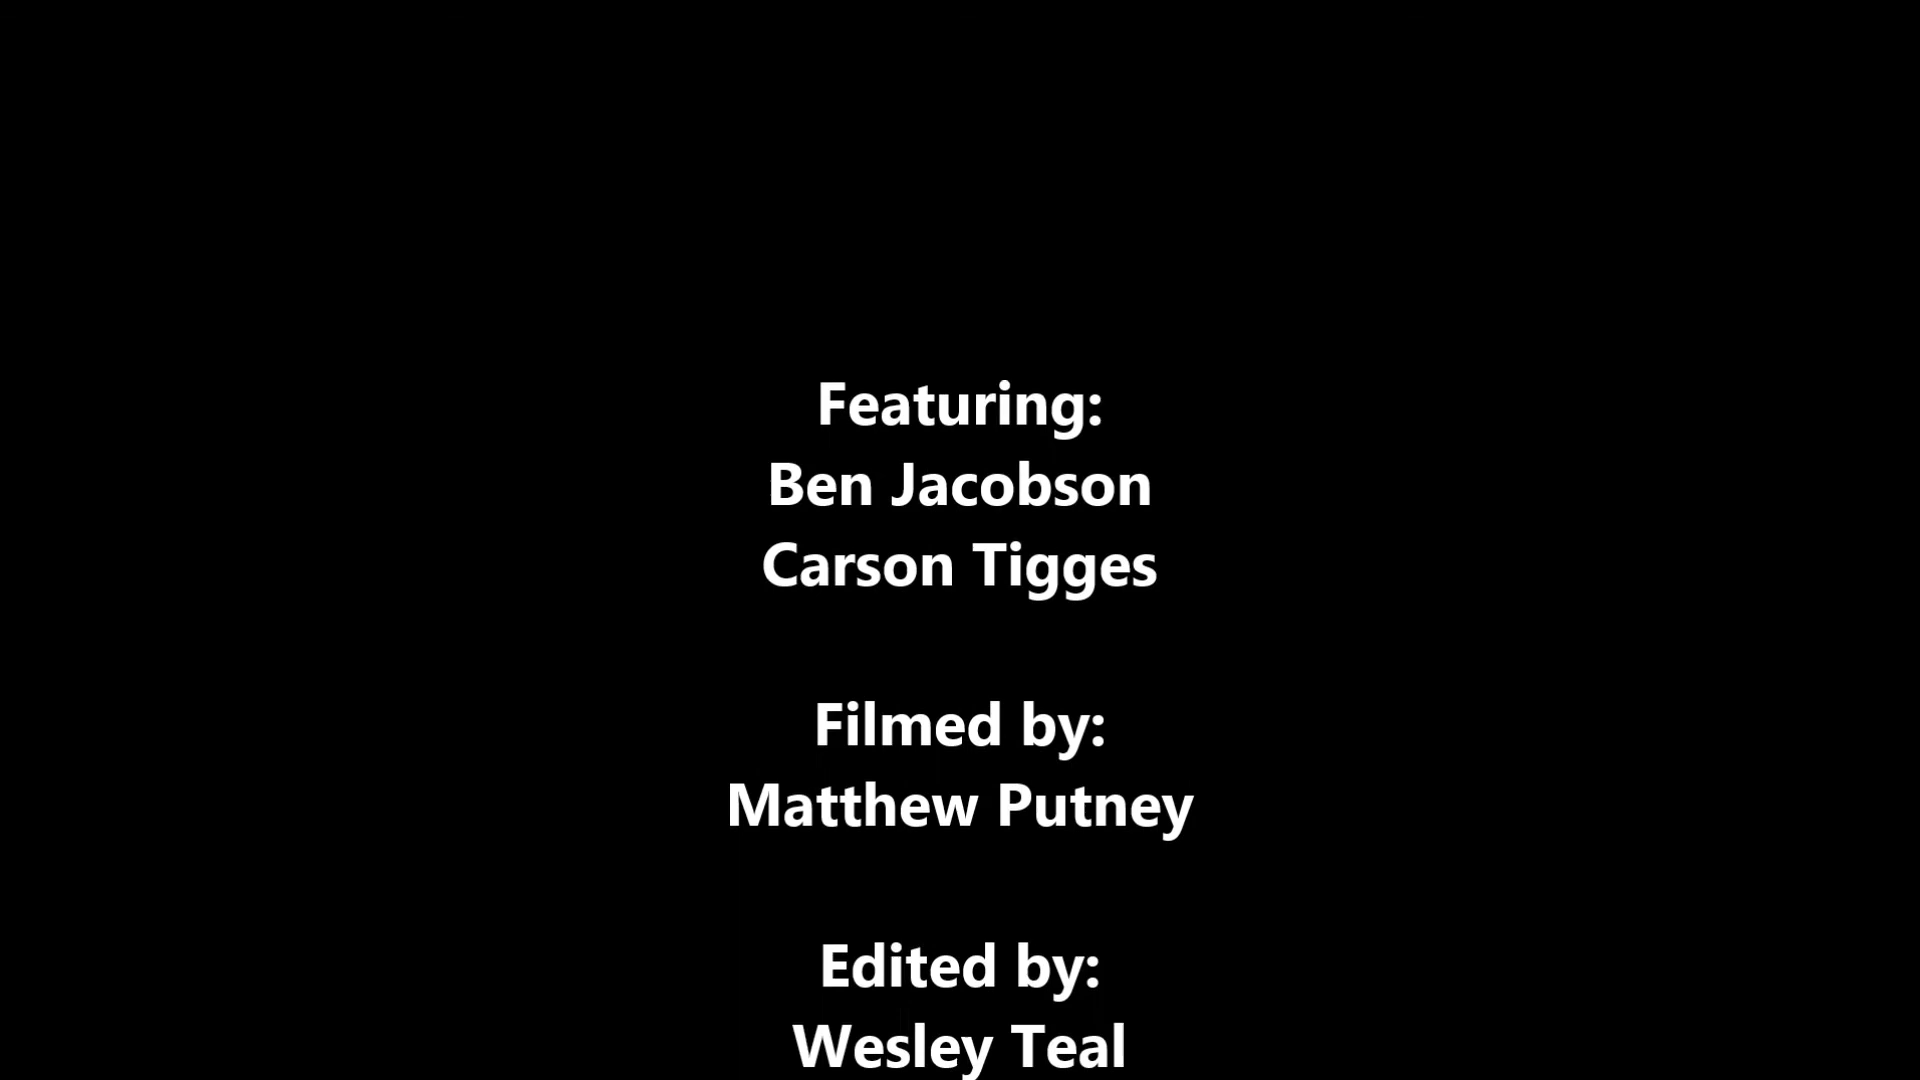 Featuring:
Ben Jacobson
Carson Tigges
Filmed by:
Matthew Putney
Edited by:
Wesley Teal